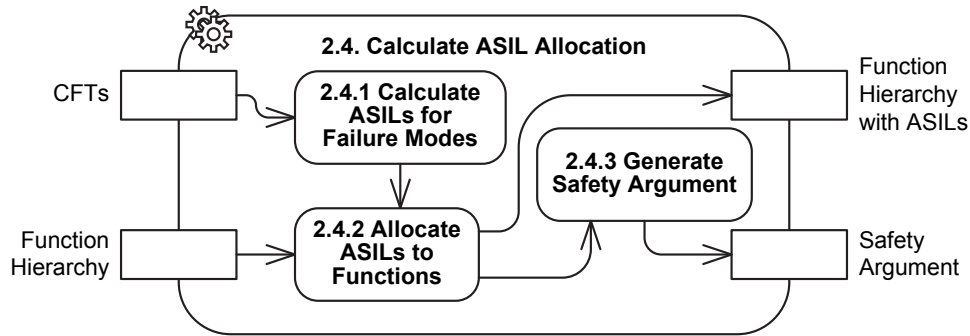 2.4. Calculate ASIL Allocation
CFTs
2.4.1 Calculate
ASILs for
Failure Modes
Function
Hierarchy
with ASILs
2.4.3 Generate
Safety Argument
Function
Hierarchy
2.4.2 Allocate
ASILs to
Functions
Safety
Argument